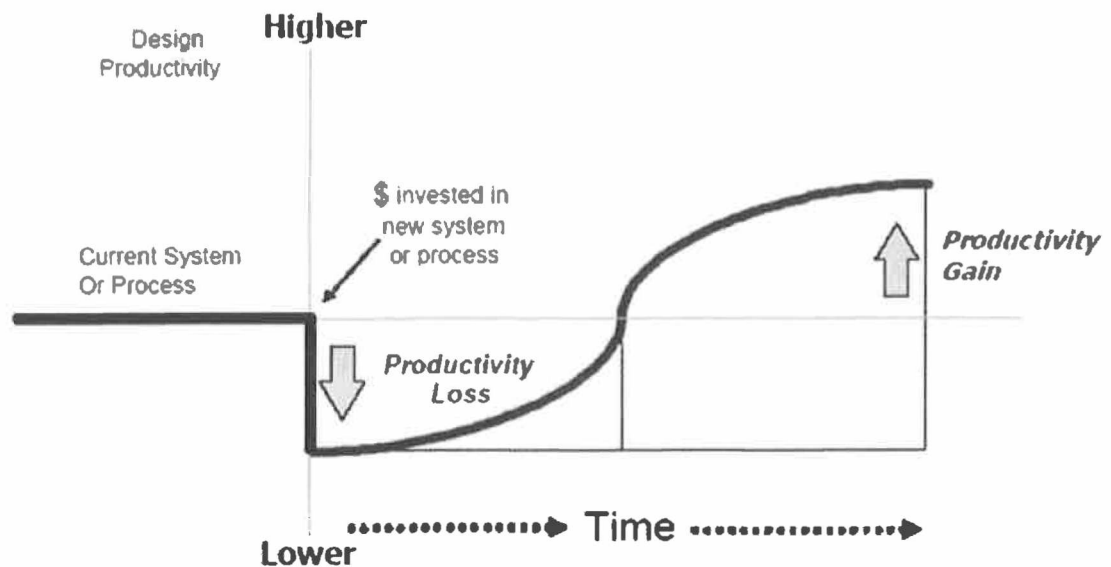 Higher
Design
Productivity
$ invested in
new system
or process
Current System
Or Process
Productivity
Gain
Productivity
Loss
Time
Lower